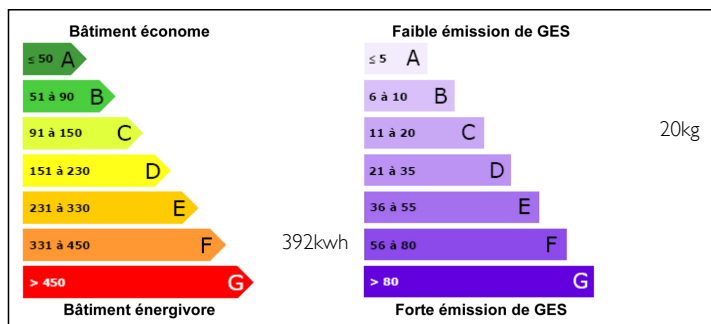 Bâtiment économe
≤ 50 A
51 à 90 B
91 à 150 C
151 à 230 D
231 à 330 E
331 à 450 F
392kwh
> 450 G
Bâtiment énergivore
Faible émission de GES
≤ 5 A
6 à 10 B
11 à 20 C
20kg
21 à 35 D
36 à 55 E
56 à 80 F
> 80 G
Forte émission de GES